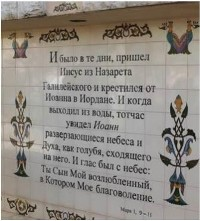 И было в те дни, пришел
Иисус из Назарета
Галилейского и крестился от
Иоанна в Иордане. И когда
выходил из воды, тотчас
увидел Иоанн
разверзающиеся небеса и
Духа, как голубя, сходящего
на него. И глас был с небес:
Ты Сын Мой возлюбленный,
в Котором Мое благоволение.
Марк 1, 9-11